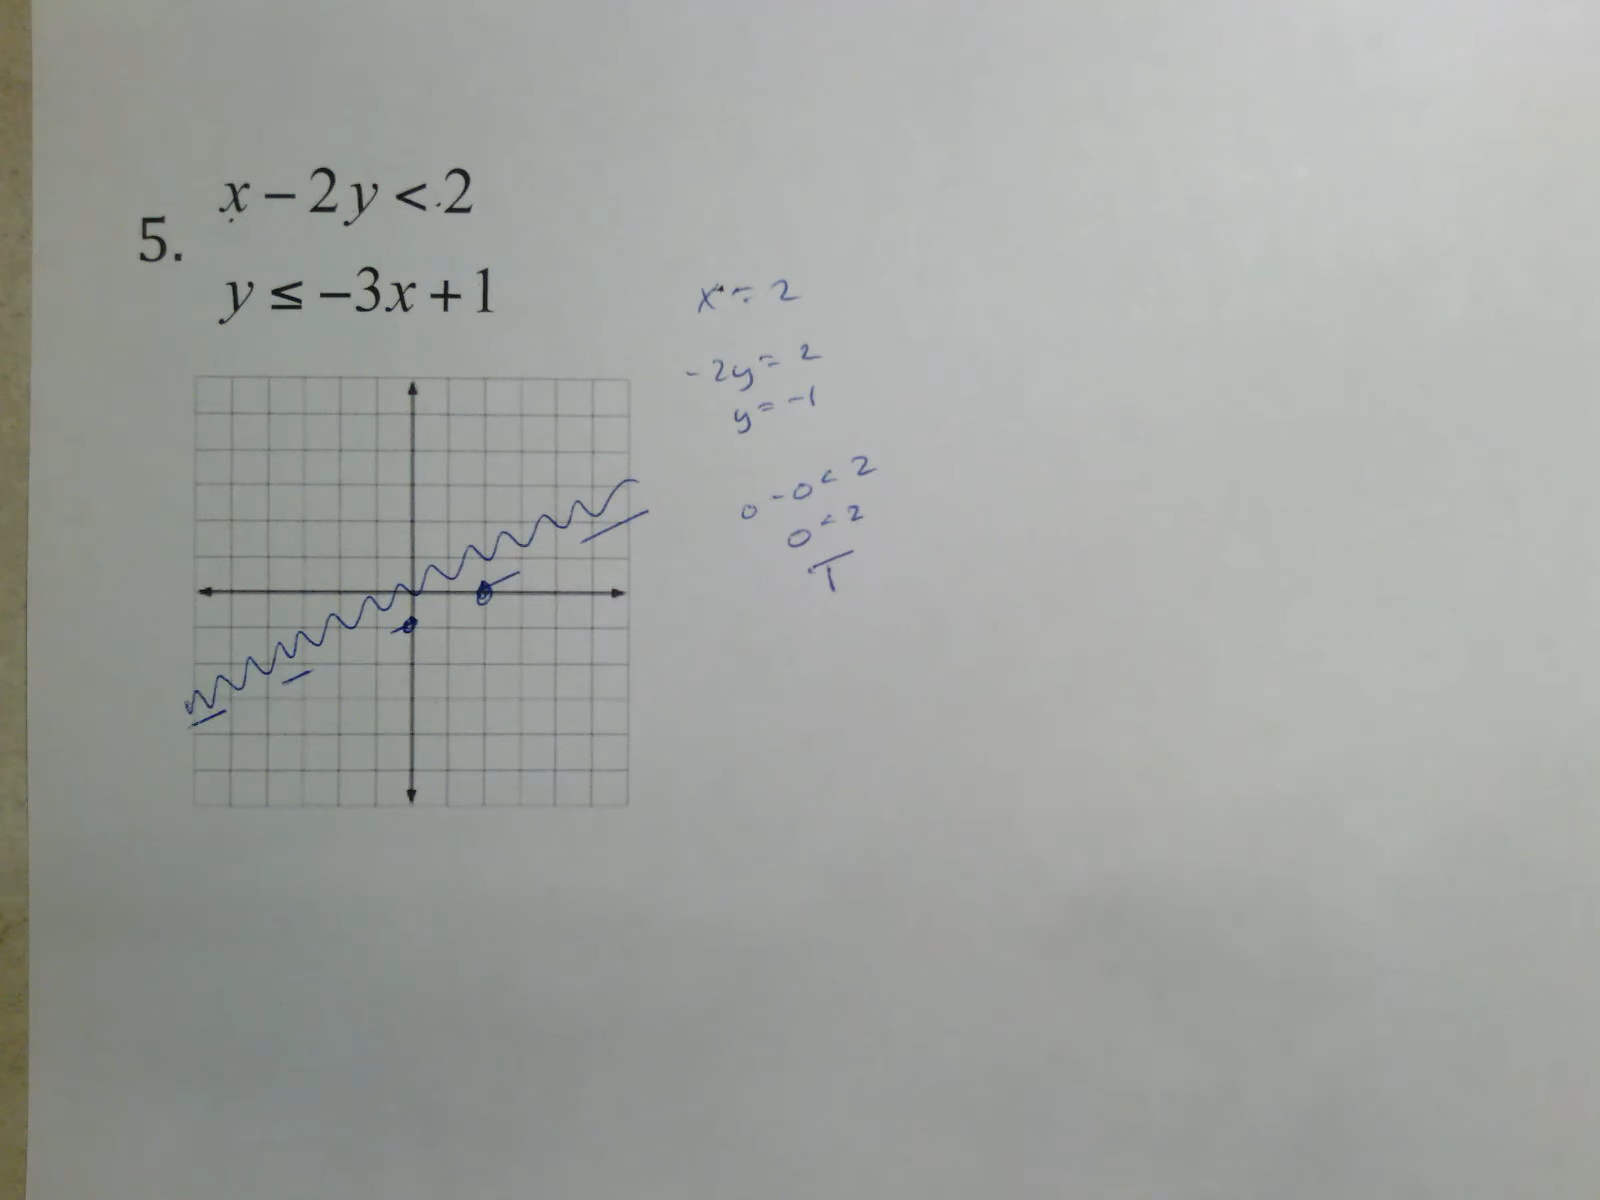 5.
x − 2y < 2
y ≤ −3x + 1
x = 2
-2y = 2
y = -1
0 - 0 < 2
0 < 2
T